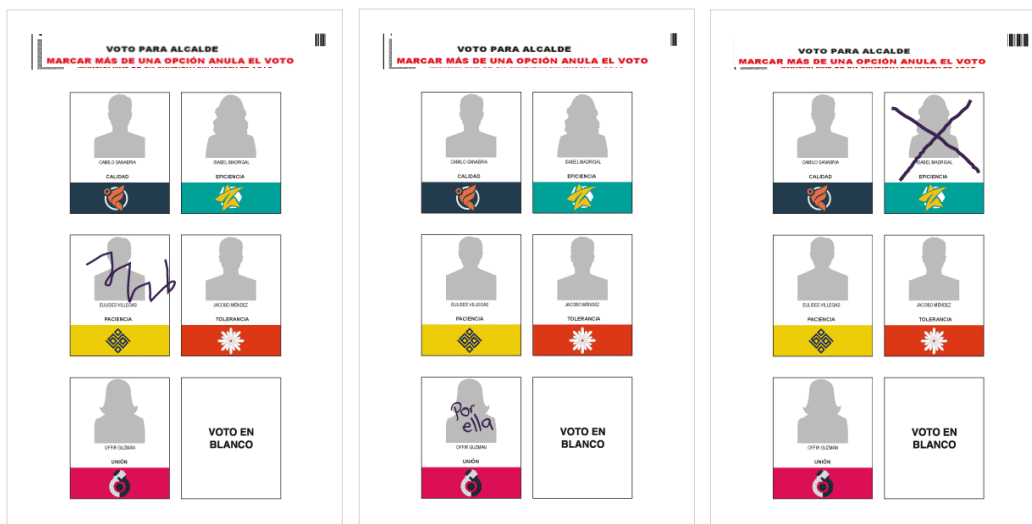 VOTO PARA ALCALDE
MARCAR MÁS DE UNA OPCIÓN ANULA EL VOTO
CAMILO SANABRIA
CALIDAD
ISABEL MADRIGAL
EFICIENCIA
EULISES VILLEGAS
PACIENCIA
JACOBO MÉNDEZ
TOLERANCIA
OFFIR GUZMÁN
UNIÓN
VOTO EN
BLANCO
VOTO PARA ALCALDE
MARCAR MÁS DE UNA OPCIÓN ANULA EL VOTO
CAMILO SANABRIA
CALIDAD
ISABEL MADRIGAL
EFICIENCIA
EULISES VILLEGAS
PACIENCIA
JACOBO MÉNDEZ
TOLERANCIA
Por
ella
OFFIR GUZMÁN
UNIÓN
VOTO EN
BLANCO
VOTO PARA ALCALDE
MARCAR MÁS DE UNA OPCIÓN ANULA EL VOTO
CAMILO SANABRIA
CALIDAD
ISABEL MADRIGAL
EFICIENCIA
EULISES VILLEGAS
PACIENCIA
JACOBO MÉNDEZ
TOLERANCIA
OFFIR GUZMÁN
UNIÓN
VOTO EN
BLANCO